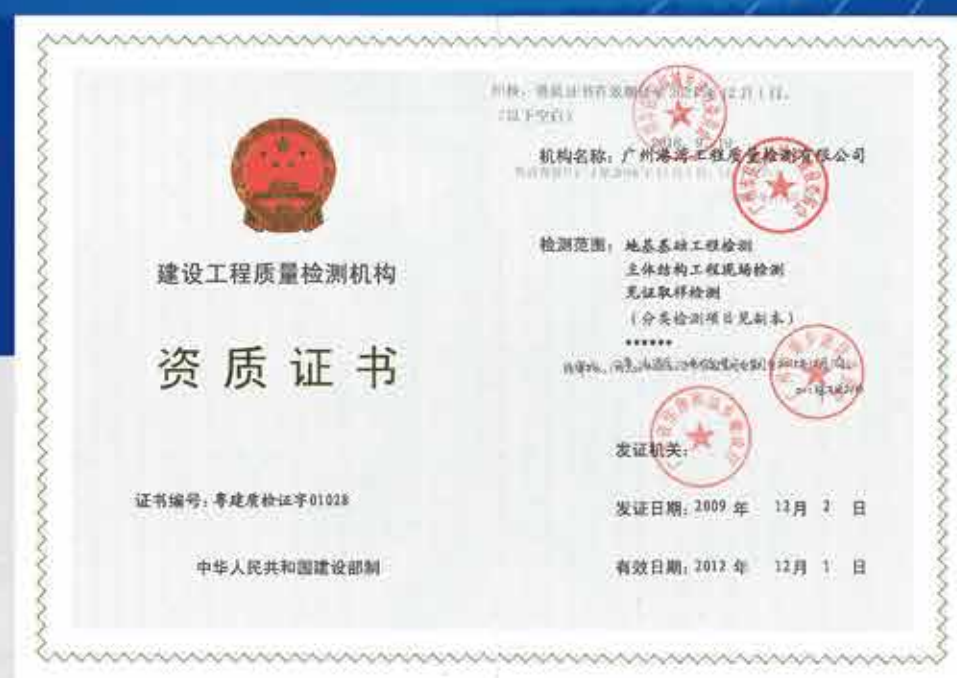 建设工程质量检测机构
资质证书
证书编号：粤建质检证字01028
中华人民共和国建设部制
（以下空白）
机构名称：广州港湾工程质量检测有限公司
检测范围：地基基础工程检测
主体结构工程现场检测
见证取样检测
（分类检测项目见副本）
******
发证机关：
发证日期：2009 年 12月 2 日
有效日期：2012 年 12月 1 日